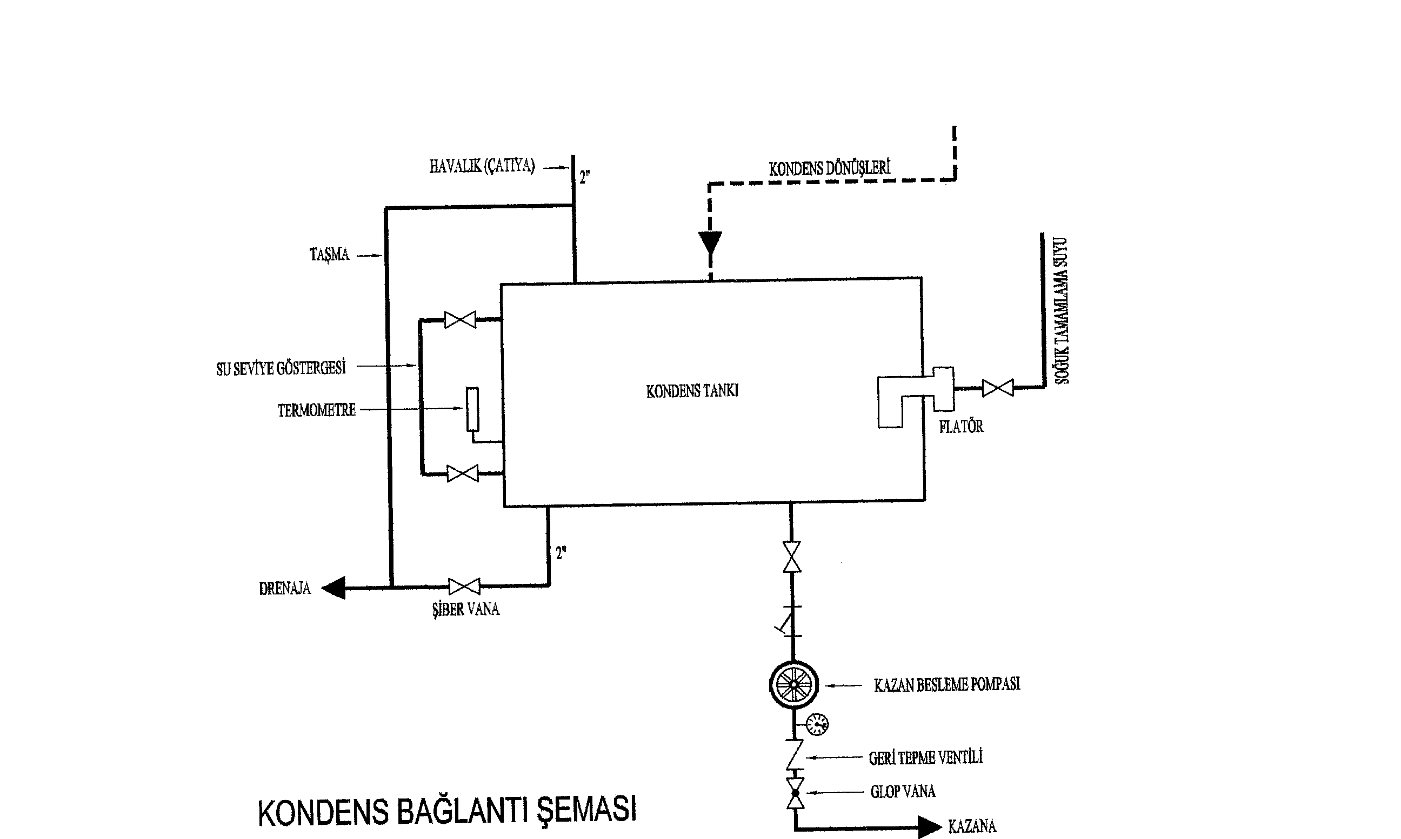 HAVALIK (ÇATIYA)
2"
KONDENS DÖNÜŞLERİ
TAŞMA
SOĞUK TAMAMLAMA SUYU
SU SEVİYE GÖSTERGESİ
TERMOMETRE
KONDENS TANKI
FLATÖR
2"
DRENAJA
ŞİBER VANA
KAZAN BESLEME POMPASI
GERİ TEPME VENTİLİ
GLOP VANA
KAZANA
KONDENS BAĞLANTI ŞEMASI